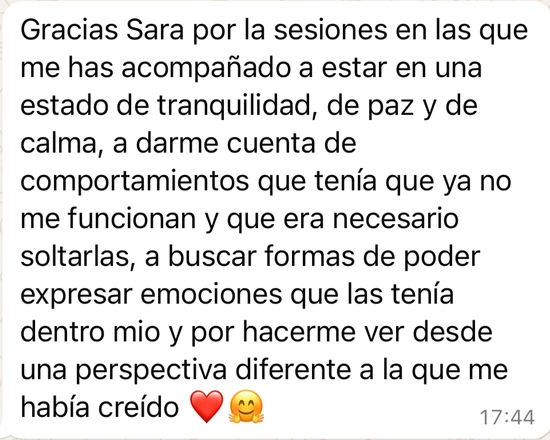 Gracias Sara por la sesiones en las que
me has acompañado a estar en una
estado de tranquilidad, de paz y de
calma, a darme cuenta de
comportamientos que tenía que ya no
me funcionan y que era necesario
soltarlas, a buscar formas de poder
expresar emociones que las tenía
dentro mio y por hacerme ver desde
una perspectiva diferente a la que me
había creído ❤️🤗
17:44